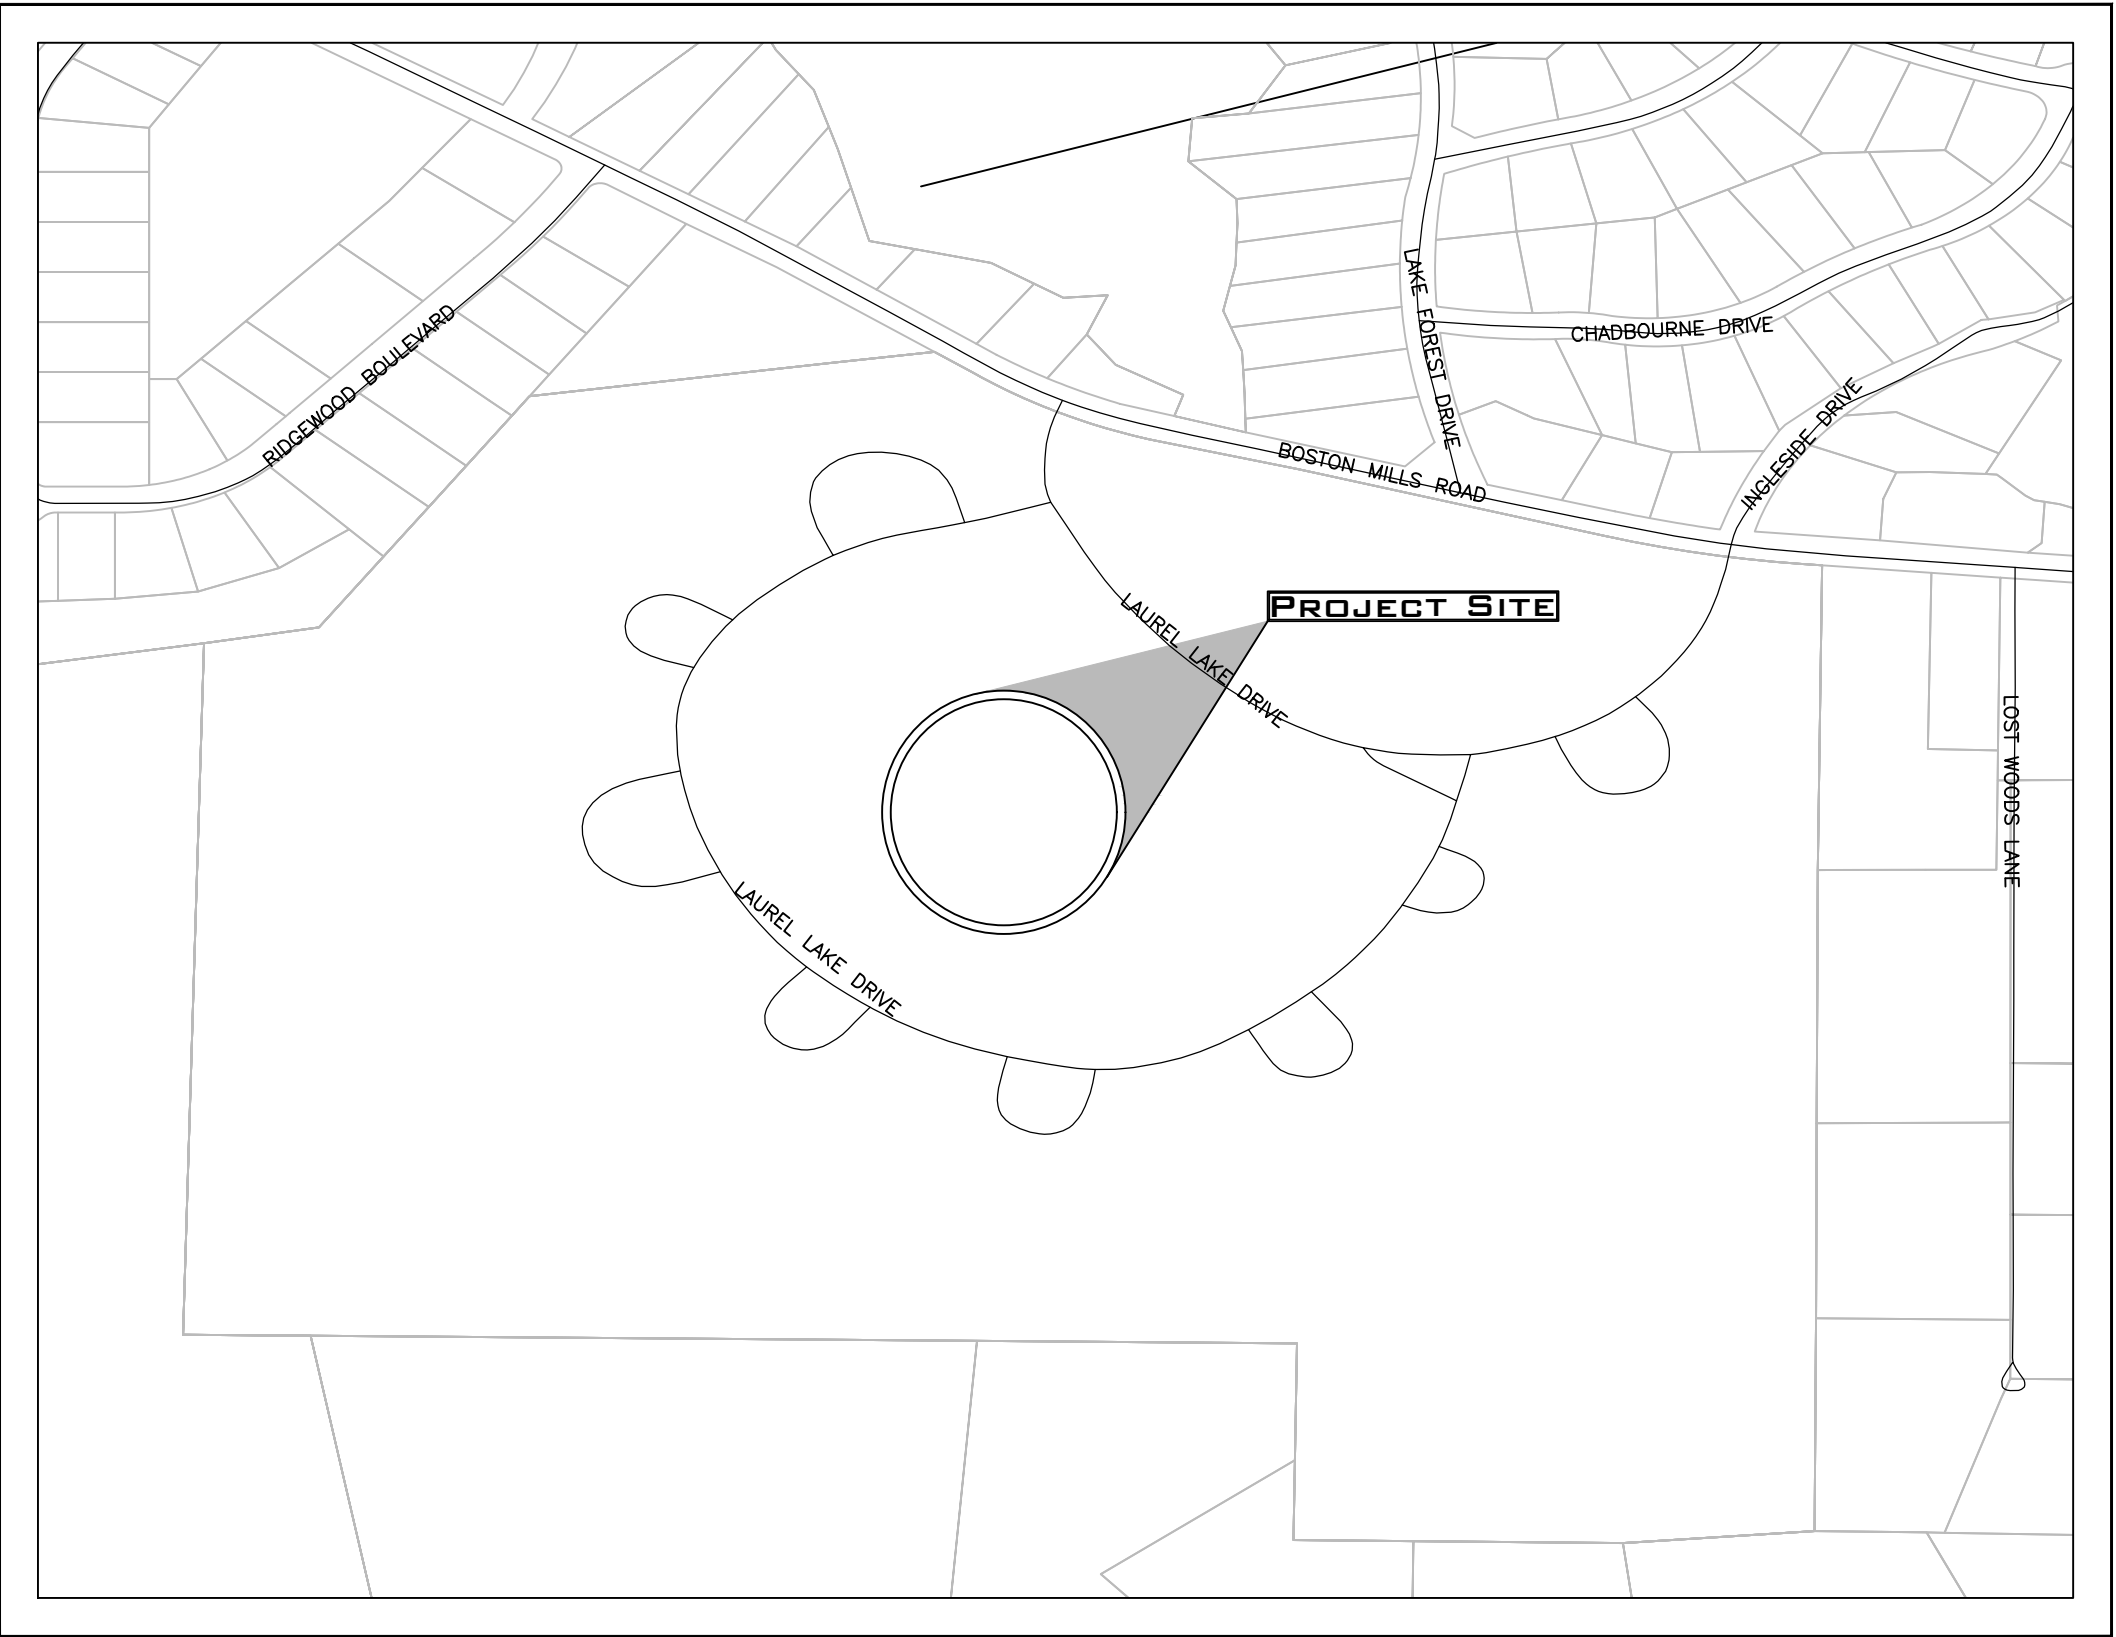 LAKE FOREST DRIVE
CHADBOURNE DRIVE
RIDGEWOOD BOULEVARD
INGLESIDE DRIVE
BOSTON MILLS ROAD
PROJECT SITE
LAUREL LAKE DRIVE
LOST WOODS LANE
LAUREL LAKE DRIVE